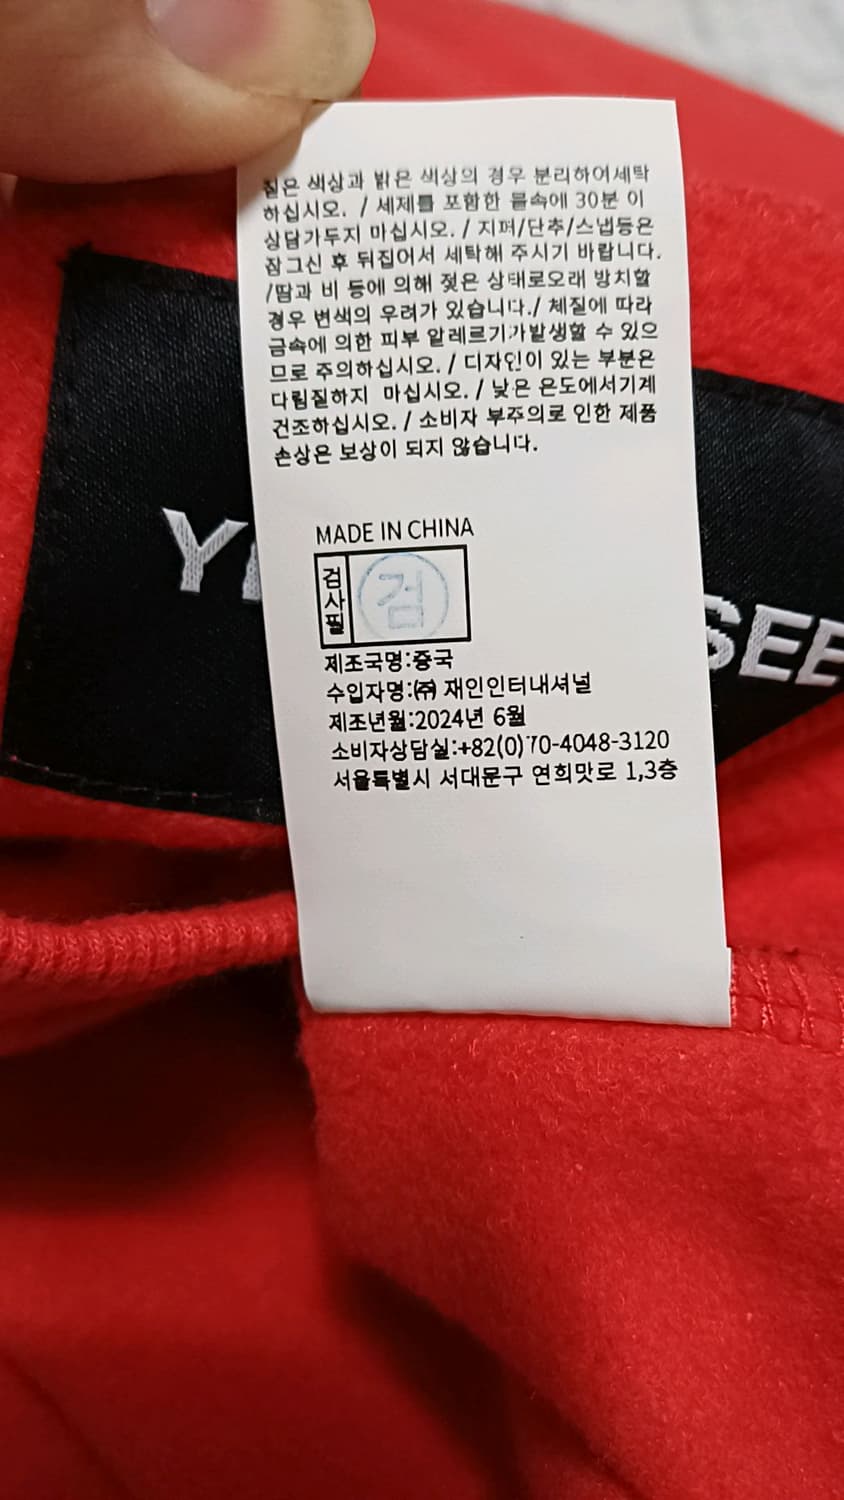 짙은 색상과 밝은 색상의 경우 분리하여세탁
하십시오. / 세제를 포함한 물속에 30분 이
상담가두지 마십시오. / 지퍼/단추/스냅등은
잠그신 후 뒤집어서 세탁해 주시기 바랍니다.
/땀과 비 등에 의해 젖은 상태로오래 방치할
경우 변색의 우려가 있습니다./ 체질에 따라
금속에 의한 피부 알레르기가발생할 수 있으
므로 주의하십시오. / 디자인이 있는 부분은
다림질하지 마십시오. / 낮은 온도에서기계
건조하십시오. / 소비자 부주의로 인한 제품
손상은 보상이 되지 않습니다.
MADE IN CHINA
검사필
검
제조국명:중국
수입자명:㈜ 재인인터내셔널
제조년월:2024년 6월
소비자상담실:+82(0)70-4048-3120
서울특별시 서대문구 연희맛로 1,3층